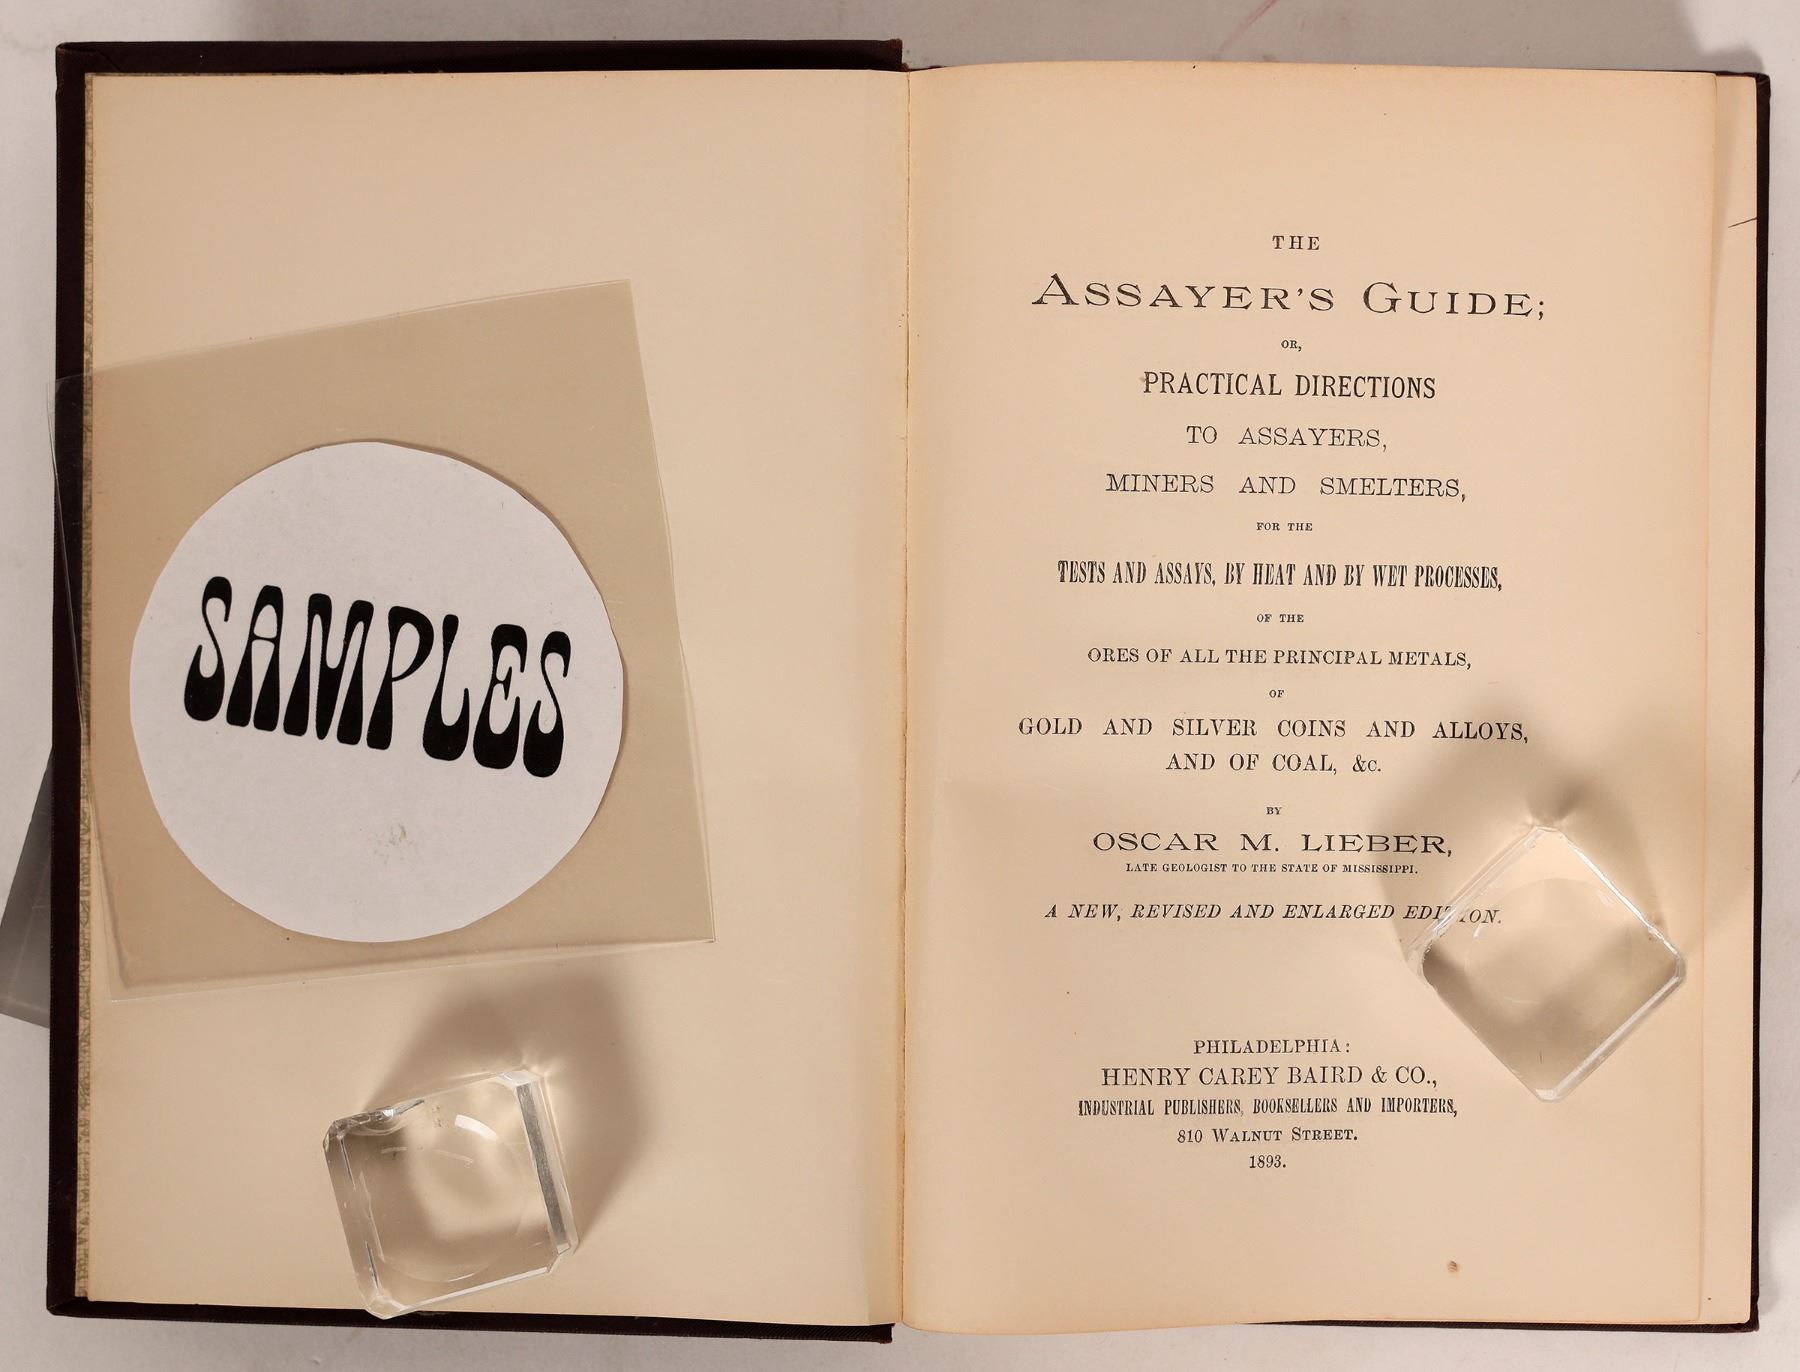 SAMPLES
THE
ASSAYER'S GUIDE;
OR,
PRACTICAL DIRECTIONS
TO ASSAYERS,
MINERS AND SMELTERS,
FOR THE
TESTS AND ASSAYS, BY HEAT AND BY WET PROCESSES,
OF THE
ORES OF ALL THE PRINCIPAL METALS,
OF
GOLD AND SILVER COINS AND ALLOYS,
AND OF COAL, &c.
BY
OSCAR M. LIEBER,
LATE GEOLOGIST TO THE STATE OF MISSISSIPPI.
A NEW, REVISED AND ENLARGED EDITION.
PHILADELPHIA:
HENRY CAREY BAIRD & CO.,
INDUSTRIAL PUBLISHERS, BOOKSELLERS AND IMPORTERS,
810 WALNUT STREET.
1893.